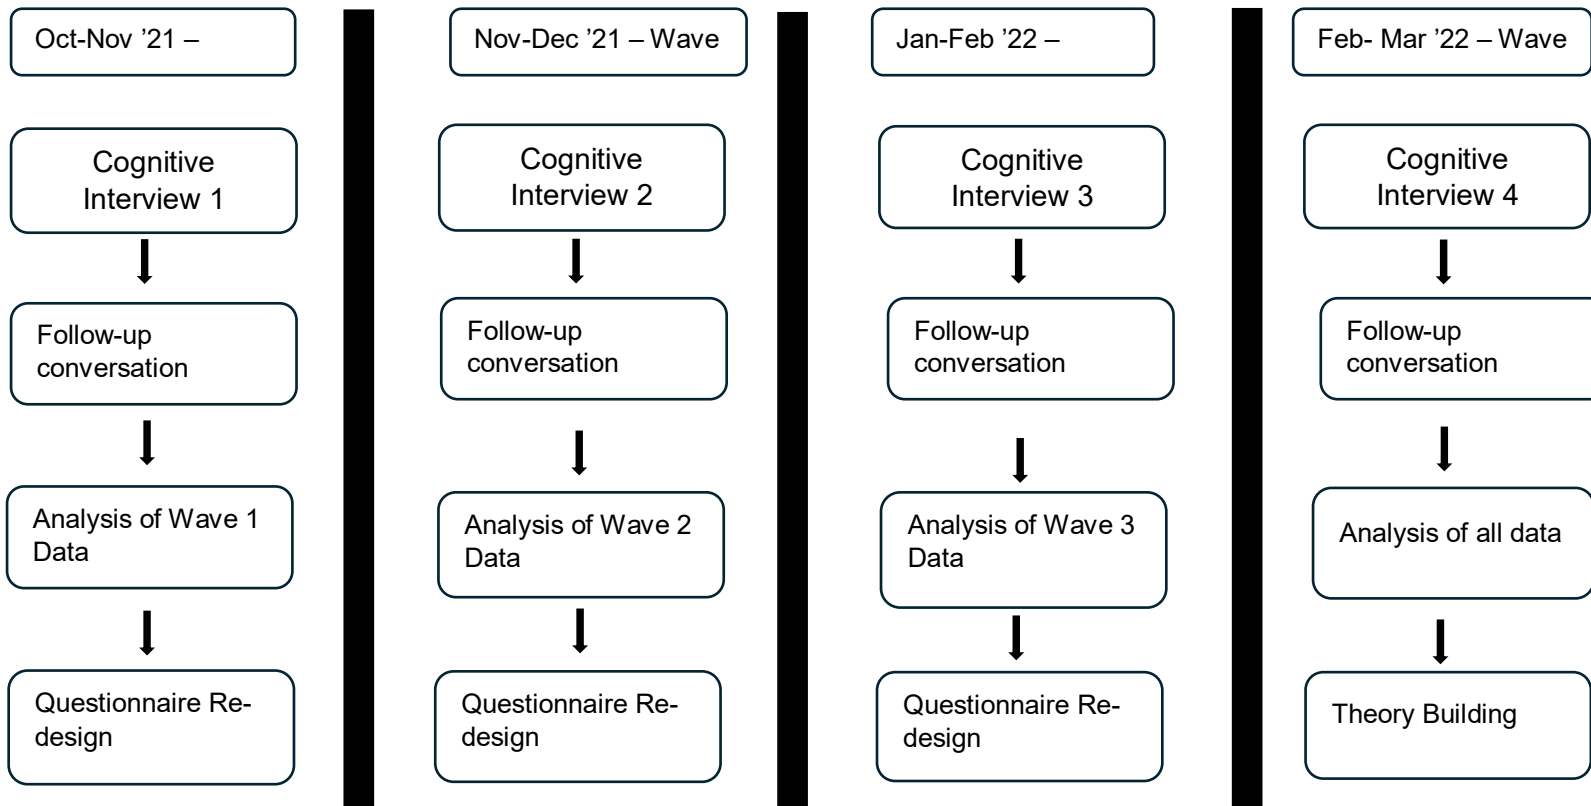 Oct-Nov ’21 –
Cognitive
Interview 1
Follow-up
conversation
Analysis of Wave 1
Data
Questionnaire Re-
design
Nov-Dec ’21 – Wave
Cognitive
Interview 2
Follow-up
conversation
Analysis of Wave 2
Data
Questionnaire Re-
design
Jan-Feb ’22 –
Cognitive
Interview 3
Follow-up
conversation
Analysis of Wave 3
Data
Questionnaire Re-
design
Feb- Mar ’22 – Wave
Cognitive
Interview 4
Follow-up
conversation
Analysis of all data
Theory Building